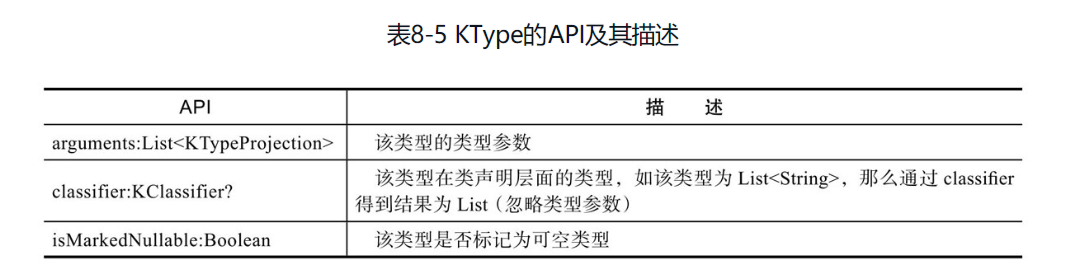 表8-5 KType的API及其描述
API 描 述
arguments:List<KTypeProjection> 该类型的类型参数
classifier:KClassifier? 该类型在类声明层面的类型，如该类型为 List<String>，那么通过 classifier
得到结果为 List（忽略类型参数）
isMarkedNullable:Boolean 该类型是否标记为可空类型